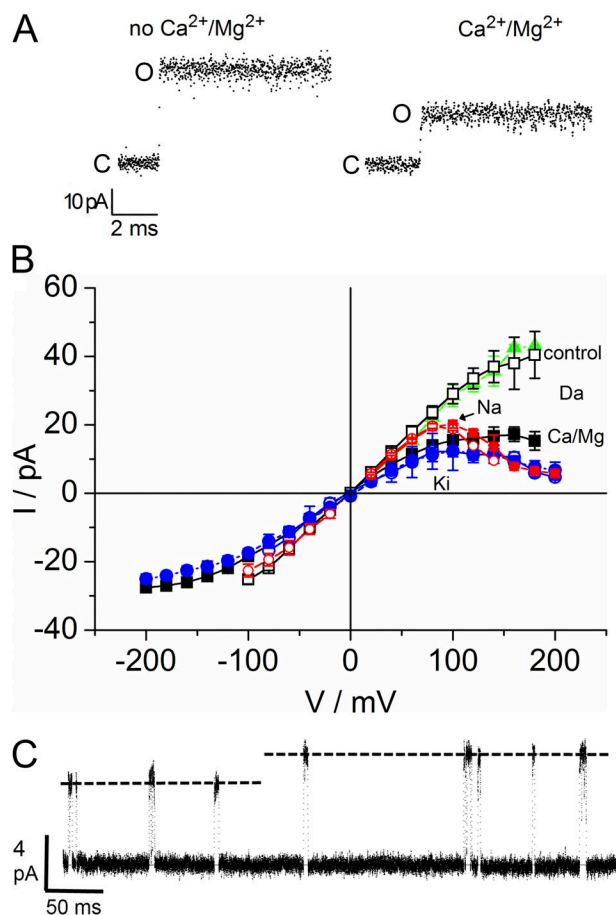 A
no Ca²⁺/Mg²⁺
Ca²⁺/Mg²⁺
O
O
C
C
10 pA
2 ms
B
60
40
20
0
-20
-40
I / pA
control
Da
Na
Ca/Mg
Ki
-200
-100
0
100
200
V / mV
C
4
pA
50 ms